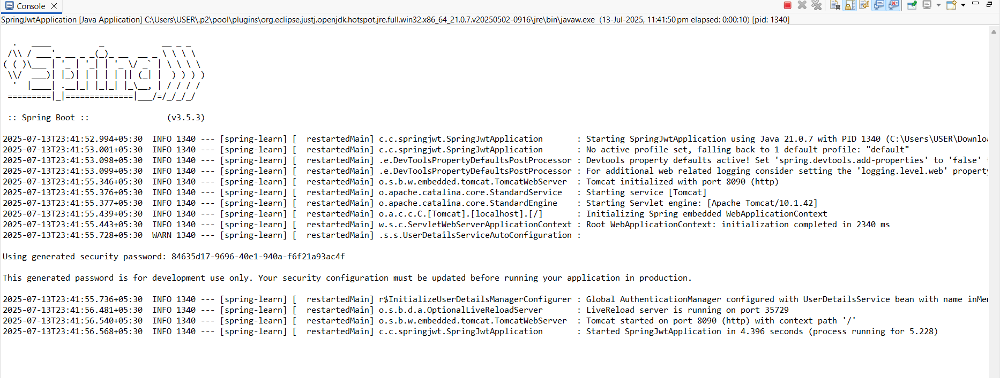 Console
SpringJwtApplication [Java Application] C:\Users\USER\.p2\pool\plugins\org.eclipse.justj.openjdk.hotspot.jre.full.win32.x86_64_21.0.7.v20250502-0916\jre\bin\javaw.exe  (13-Jul-2025, 11:41:50 pm elapsed: 0:00:10) [pid: 1340]
  .   ____          _            __ _ _
 /\\ / ___'_ __ _ _(_)_ __  __ _ \ \ \ \
( ( )\___ | '_ | '_| | '_ \/ _` | \ \ \ \
 \\/  ___)| |_)| | | | | || (_| |  ) ) ) )
  '  |____| .__|_| |_|_| |_\__, | / / / /
 =========|_|==============|___/=/_/_/_/
 :: Spring Boot ::                (v3.5.3)
2025-07-13T23:41:52.994+05:30  INFO 1340 --- [spring-learn] [  restartedMain] c.c.springjwt.SpringJwtApplication       : Starting SpringJwtApplication using Java 21.0.7 with PID 1340 (C:\Users\USER\Downloa
2025-07-13T23:41:53.001+05:30  INFO 1340 --- [spring-learn] [  restartedMain] c.c.springjwt.SpringJwtApplication       : No active profile set, falling back to 1 default profile: "default"
2025-07-13T23:41:53.098+05:30  INFO 1340 --- [spring-learn] [  restartedMain] .e.DevToolsPropertyDefaultsPostProcessor : Devtools property defaults active! Set 'spring.devtools.add-properties' to 'false'
2025-07-13T23:41:53.099+05:30  INFO 1340 --- [spring-learn] [  restartedMain] .e.DevToolsPropertyDefaultsPostProcessor : For additional web related logging consider setting the 'logging.level.web' property
2025-07-13T23:41:55.346+05:30  INFO 1340 --- [spring-learn] [  restartedMain] o.s.b.w.embedded.tomcat.TomcatWebServer  : Tomcat initialized with port 8090 (http)
2025-07-13T23:41:55.376+05:30  INFO 1340 --- [spring-learn] [  restartedMain] o.apache.catalina.core.StandardService   : Starting service [Tomcat]
2025-07-13T23:41:55.377+05:30  INFO 1340 --- [spring-learn] [  restartedMain] o.apache.catalina.core.StandardEngine    : Starting Servlet engine: [Apache Tomcat/10.1.42]
2025-07-13T23:41:55.439+05:30  INFO 1340 --- [spring-learn] [  restartedMain] o.a.c.c.C.[Tomcat].[localhost].[/]       : Initializing Spring embedded WebApplicationContext
2025-07-13T23:41:55.443+05:30  INFO 1340 --- [spring-learn] [  restartedMain] w.s.c.ServletWebServerApplicationContext : Root WebApplicationContext: initialization completed in 2340 ms
2025-07-13T23:41:55.728+05:30  WARN 1340 --- [spring-learn] [  restartedMain] .s.s.UserDetailsServiceAutoConfiguration :
Using generated security password: 84635d17-9696-40e1-940a-f6f21a93ac4f
This generated password is for development use only. Your security configuration must be updated before running your application in production.
2025-07-13T23:41:55.736+05:30  INFO 1340 --- [spring-learn] [  restartedMain] r$InitializeUserDetailsManagerConfigurer : Global AuthenticationManager configured with UserDetailsService bean with name inMe
2025-07-13T23:41:56.481+05:30  INFO 1340 --- [spring-learn] [  restartedMain] o.s.b.d.a.OptionalLiveReloadServer       : LiveReload server is running on port 35729
2025-07-13T23:41:56.540+05:30  INFO 1340 --- [spring-learn] [  restartedMain] o.s.b.w.embedded.tomcat.TomcatWebServer  : Tomcat started on port 8090 (http) with context path '/'
2025-07-13T23:41:56.568+05:30  INFO 1340 --- [spring-learn] [  restartedMain] c.c.springjwt.SpringJwtApplication       : Started SpringJwtApplication in 4.396 seconds (process running for 5.228)